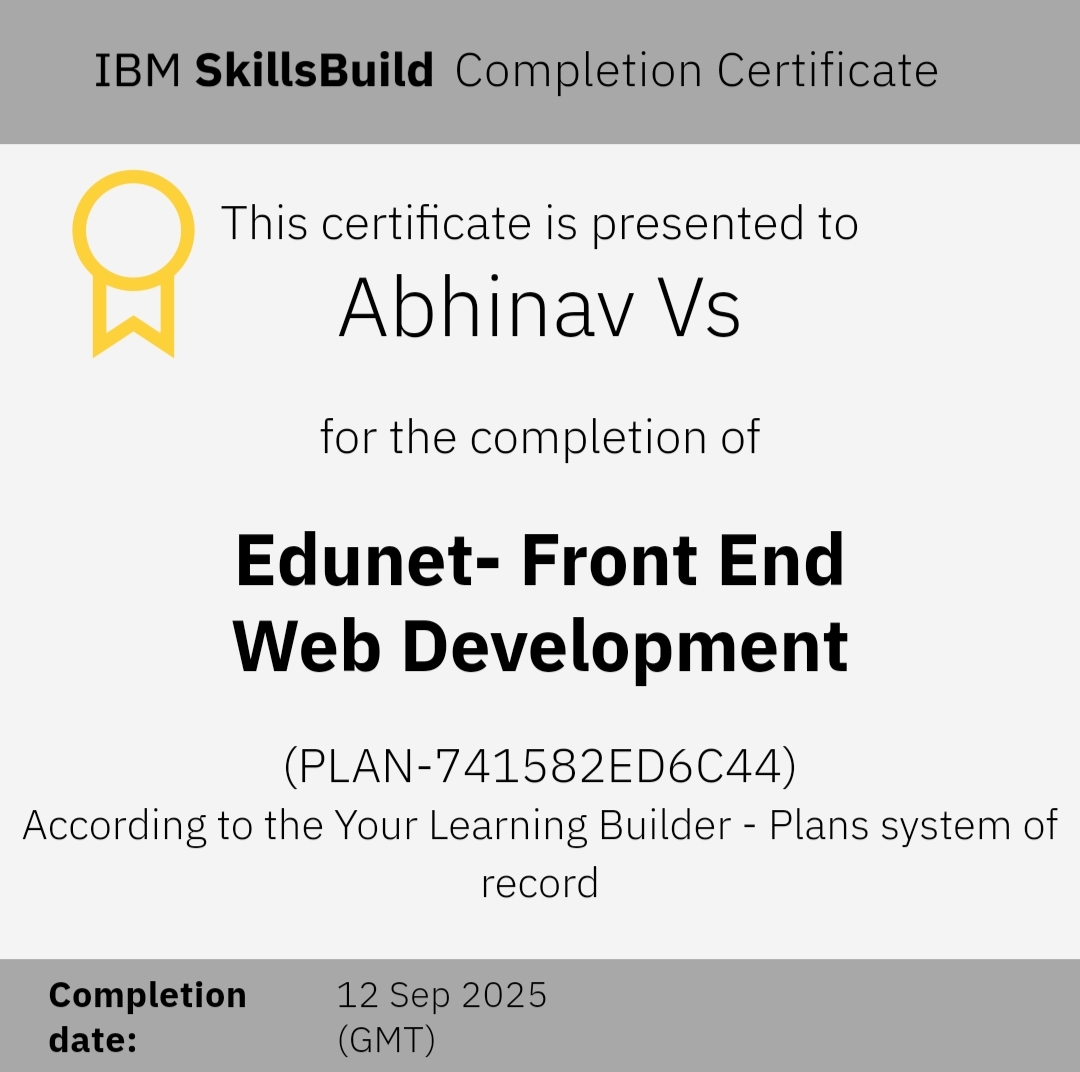 IBM SkillsBuild Completion Certificate
This certificate is presented to
Abhinav Vs
for the completion of
Edunet- Front End
Web Development
(PLAN-741582ED6C44)
According to the Your Learning Builder - Plans system of
record
Completion date: 12 Sep 2025 (GMT)